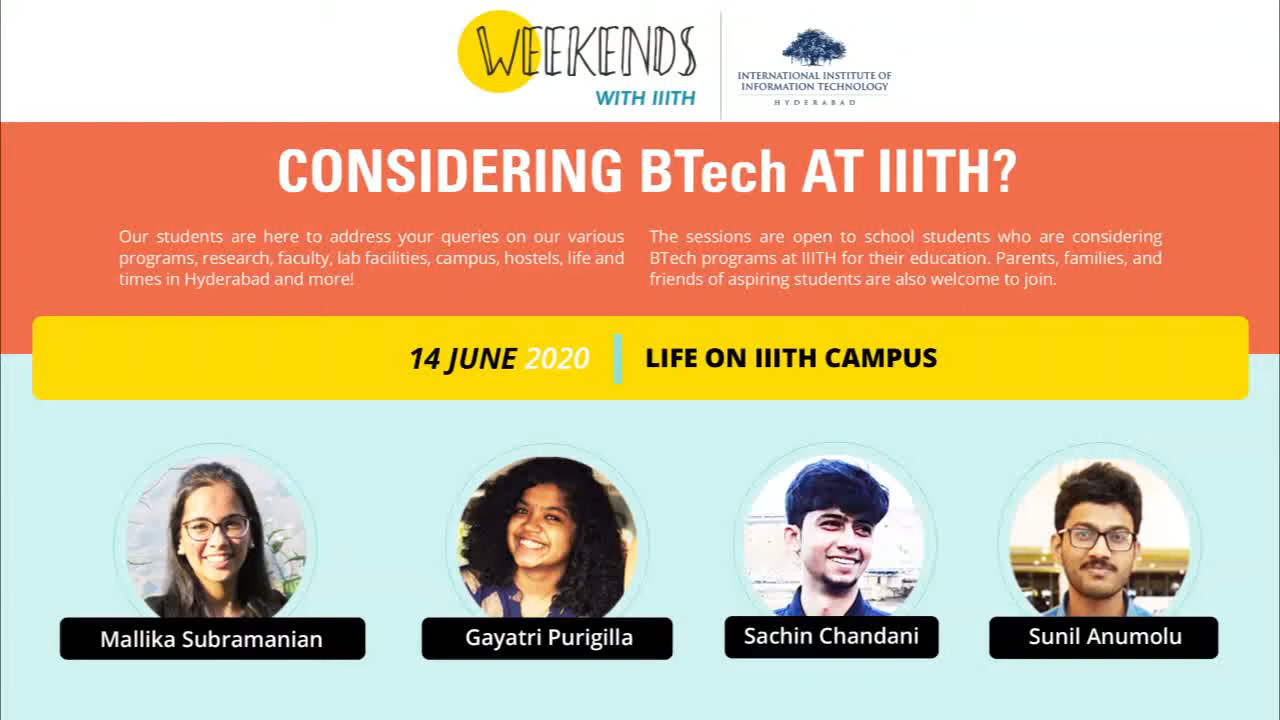 WEEKENDS
WITH IIITH
INTERNATIONAL INSTITUTE OF
INFORMATION TECHNOLOGY
HYDERABAD
CONSIDERING BTech AT IIITH?
Our students are here to address your queries on our various
programs, research, faculty, lab facilities, campus, hostels, life and
times in Hyderabad and more!
The sessions are open to school students who are considering
BTech programs at IIITH for their education. Parents, families, and
friends of aspiring students are also welcome to join.
14 JUNE 2020
LIFE ON IIITH CAMPUS
Mallika Subramanian
Gayatri Purigilla
Sachin Chandani
Sunil Anumolu